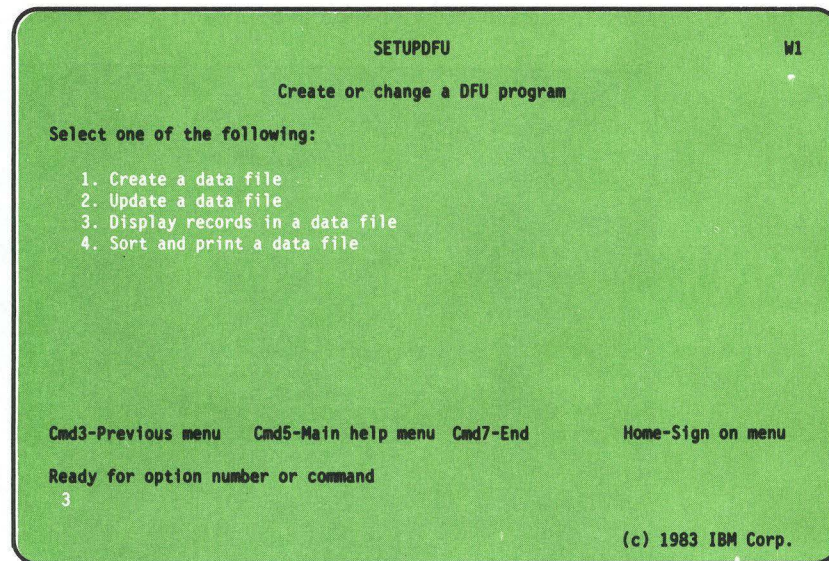 SETUPDFU W1
Create or change a DFU program
Select one of the following:
1. Create a data file
2. Update a data file
3. Display records in a data file
4. Sort and print a data file
Cmd3-Previous menu Cmd5-Main help menu Cmd7-End Home-Sign on menu
Ready for option number or command
3
(c) 1983 IBM Corp.